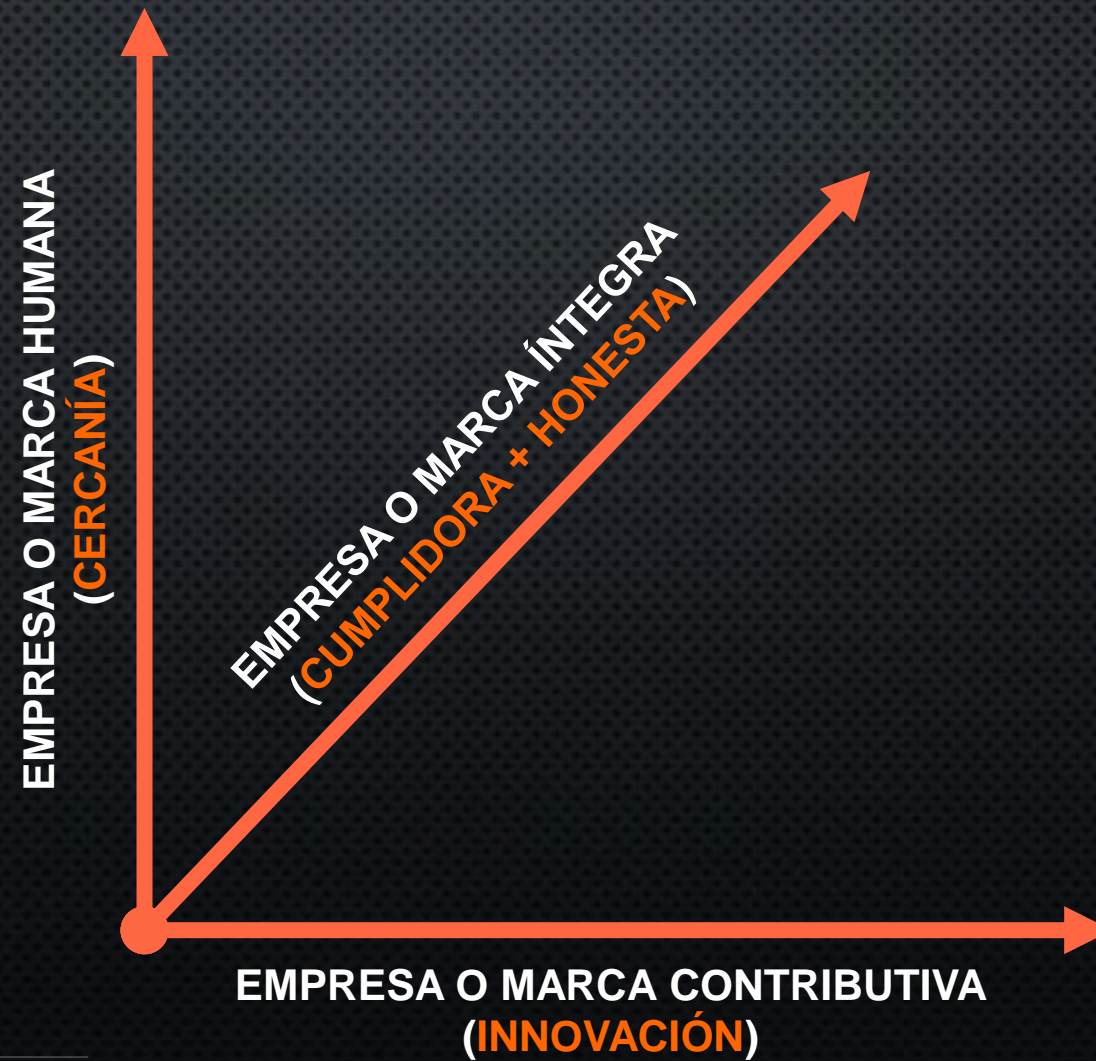 EMPRESA O MARCA HUMANA
(CERCANÍA)
EMPRESA O MARCA ÍNTEGRA
(CUMPLIDORA + HONESTA)
EMPRESA O MARCA CONTRIBUTIVA
(INNOVACIÓN)